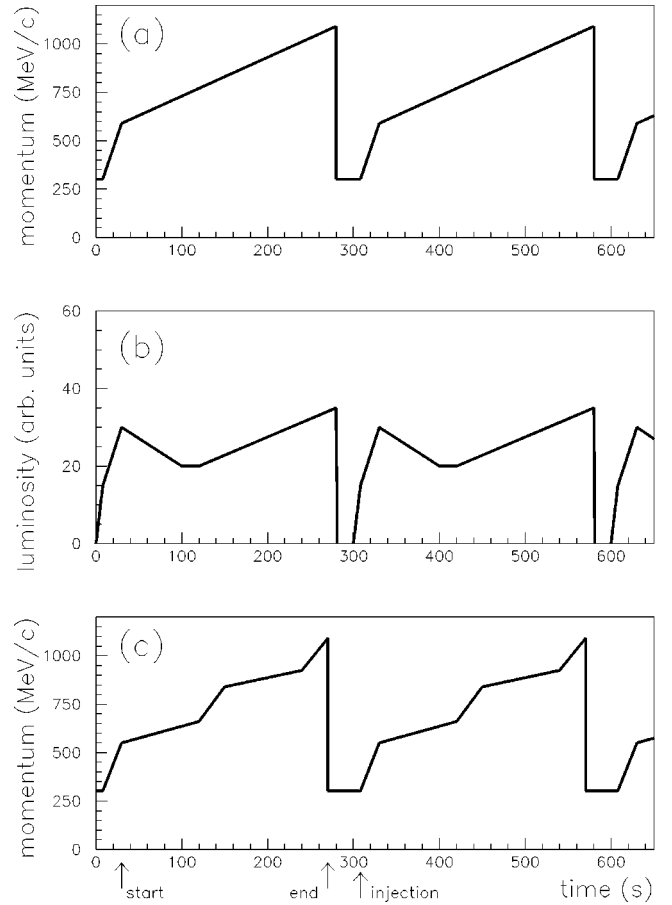 momentum (MeV/c)
(a)
1000
750
500
250
0
0 100 200 300 400 500 600
luminosity (arb. units)
(b)
60
40
20
0
0 100 200 300 400 500 600
momentum (MeV/c)
(c)
1000
750
500
250
0
0 100 200 300 400 500 600
start end injection time (s)